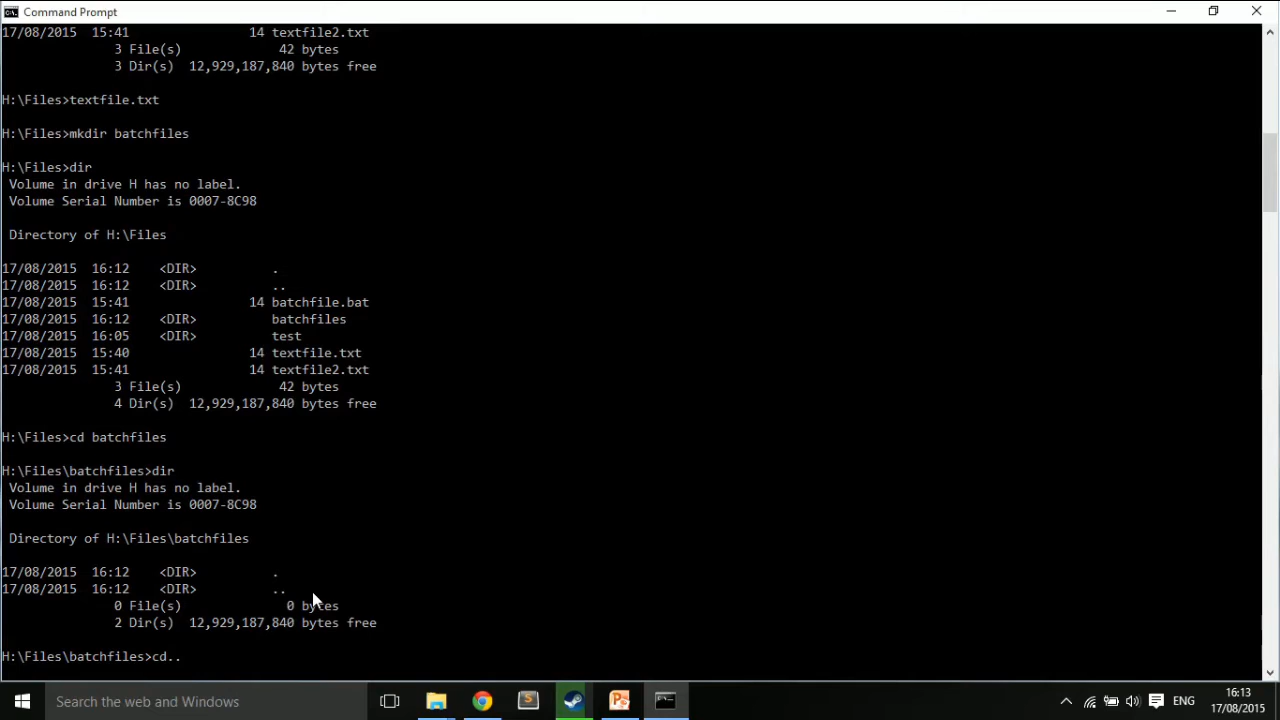 Command Prompt
17/08/2015  15:41                14 textfile2.txt
               3 File(s)             42 bytes
               3 Dir(s)  12,929,187,840 bytes free
H:\Files>textfile.txt
H:\Files>mkdir batchfiles
H:\Files>dir
 Volume in drive H has no label.
 Volume Serial Number is 0007-8C98
 Directory of H:\Files
17/08/2015  16:12    <DIR>          .
17/08/2015  16:12    <DIR>          ..
17/08/2015  15:41                14 batchfile.bat
17/08/2015  16:12    <DIR>          batchfiles
17/08/2015  16:05    <DIR>          test
17/08/2015  15:40                14 textfile.txt
17/08/2015  15:41                14 textfile2.txt
               3 File(s)             42 bytes
               4 Dir(s)  12,929,187,840 bytes free
H:\Files>cd batchfiles
H:\Files\batchfiles>dir
 Volume in drive H has no label.
 Volume Serial Number is 0007-8C98
 Directory of H:\Files\batchfiles
17/08/2015  16:12    <DIR>          .
17/08/2015  16:12    <DIR>          ..
               0 File(s)              0 bytes
               2 Dir(s)  12,929,187,840 bytes free
H:\Files\batchfiles>cd..
Search the web and Windows
ENG
16:13
17/08/2015